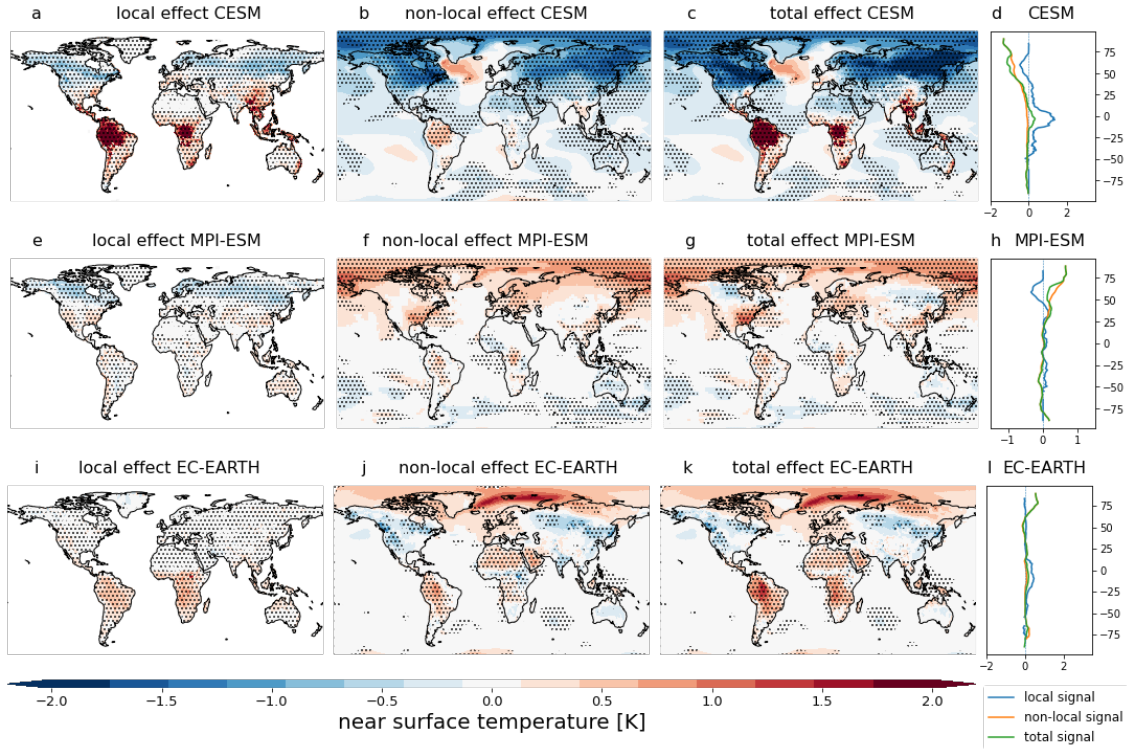 a local effect CESM
b non-local effect CESM
c total effect CESM
d CESM
75
50
25
0
−25
−50
−75
−2 0 2
e local effect MPI-ESM
f non-local effect MPI-ESM
g total effect MPI-ESM
h MPI-ESM
75
50
25
0
−25
−50
−75
−1 0 1
i local effect EC-EARTH
j non-local effect EC-EARTH
k total effect EC-EARTH
l EC-EARTH
75
50
25
0
−25
−50
−75
−2 0 2
−2.0 −1.5 −1.0 −0.5 0.0 0.5 1.0 1.5 2.0
near surface temperature [K]
local signal
non-local signal
total signal